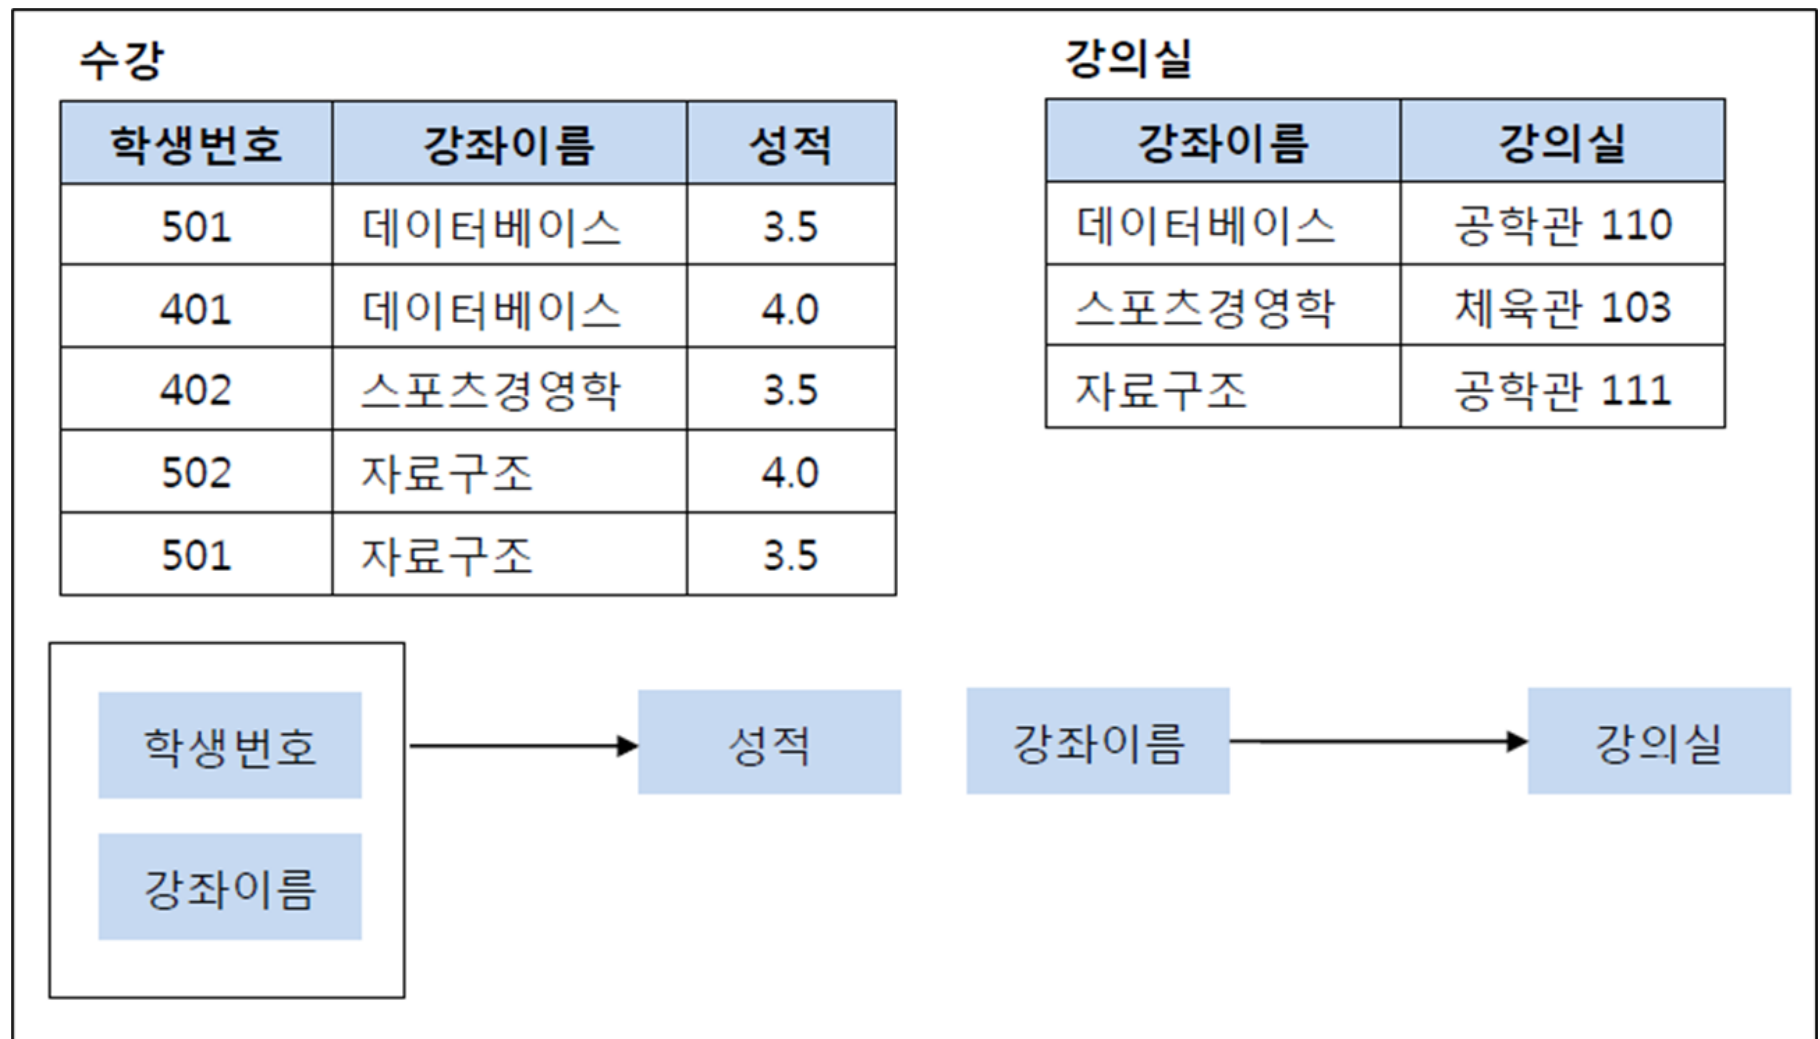 수강
학생번호 강좌이름 성적
501 데이터베이스 3.5
401 데이터베이스 4.0
402 스포츠경영학 3.5
502 자료구조 4.0
501 자료구조 3.5
강의실
강좌이름 강의실
데이터베이스 공학관 110
스포츠경영학 체육관 103
자료구조 공학관 111
학생번호
강좌이름
성적
강좌이름
강의실